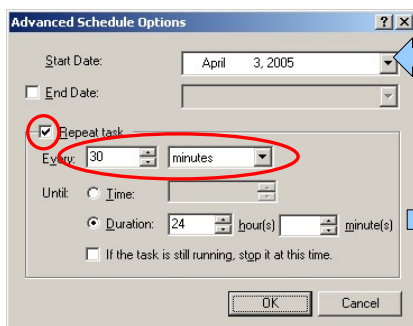 Advanced Schedule Options ? X
Start Date: April 3, 2005
End Date:
Repeat task
Every: 30 minutes
Until: Time:
Duration: 24 hour(s) minute(s)
If the task is still running, stop it at this time.
OK Cancel